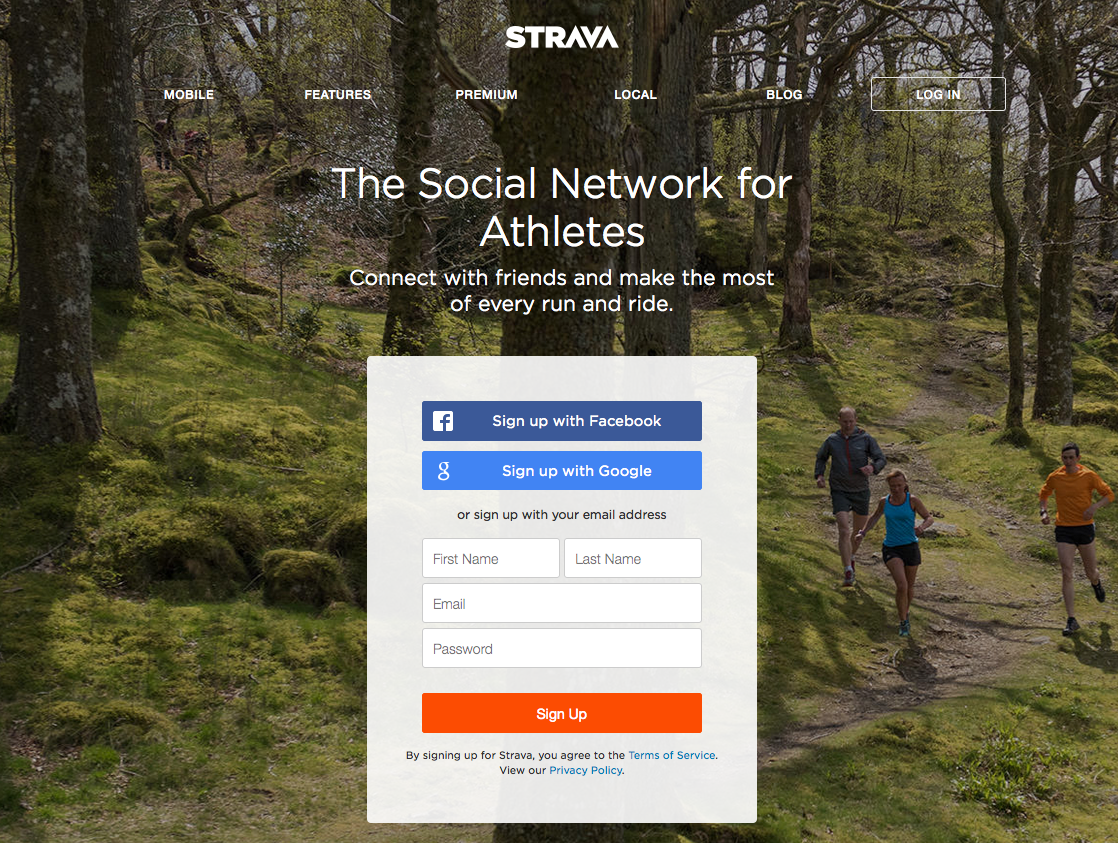 STRAVA
MOBILE
FEATURES
PREMIUM
LOCAL
BLOG
LOG IN
The Social Network for
Athletes
Connect with friends and make the most
of every run and ride.
Sign up with Facebook
Sign up with Google
or sign up with your email address
First Name
Last Name
Email
Password
Sign Up
By signing up for Strava, you agree to the Terms of Service.
View our Privacy Policy.